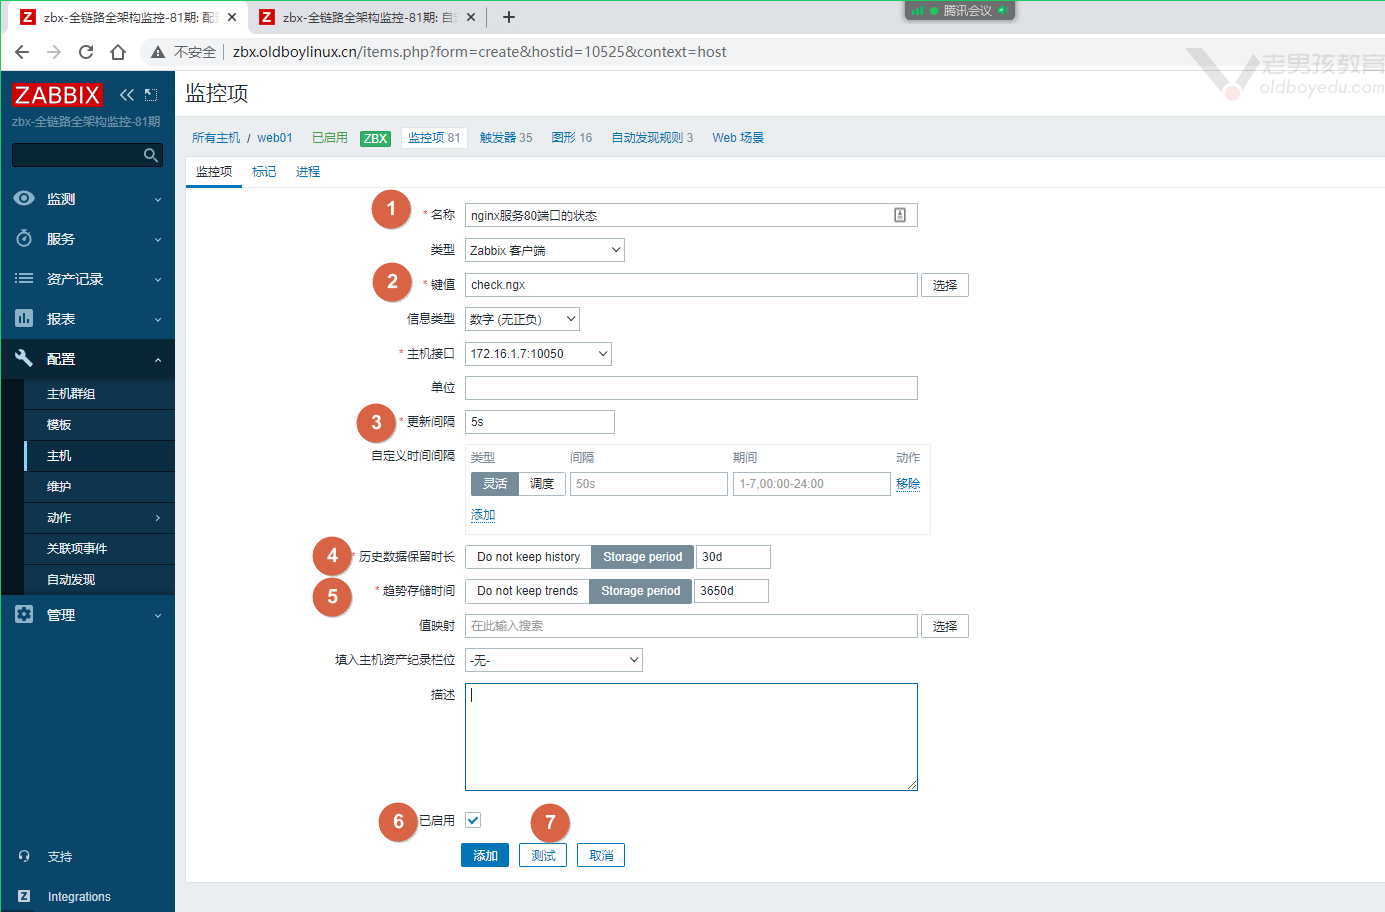 zbx-全链路全架构监控-81期: 配
zbx-全链路全架构监控-81期: 自
腾讯会议
不安全
zbx.oldboylinux.cn/items.php?form=create&hostid=10525&context=host
老男孩教育
oldboyedu.com
ZABBIX
zbx-全链路全架构监控-81期
监测
服务
资产记录
报表
配置
主机群组
模板
主机
维护
动作
关联项事件
自动发现
管理
支持
Integrations
监控项
所有主机 / web01 已启用 ZBX 监控项 81 触发器 35 图形 16 自动发现规则 3 Web 场景
监控项 标记 进程
1 * 名称 nginx服务80端口的状态
类型 Zabbix 客户端
2 * 键值 check.ngx 选择
信息类型 数字 (无正负)
* 主机接口 172.16.1.7:10050
单位
3 * 更新间隔 5s
自定义时间间隔 类型 间隔 期间 动作
灵活 调度 50s 1-7,00:00-24:00 移除
添加
4 * 历史数据保留时长 Do not keep history Storage period 30d
5 * 趋势存储时间 Do not keep trends Storage period 3650d
值映射 在此输入搜索 选择
填入主机资产纪录栏位 -无-
描述
6 已启用 7
添加 测试 取消